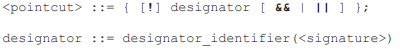 <pointcut> ::= { [!] designator [ && | || ] };
designator ::= designator_identifier(<signature>)